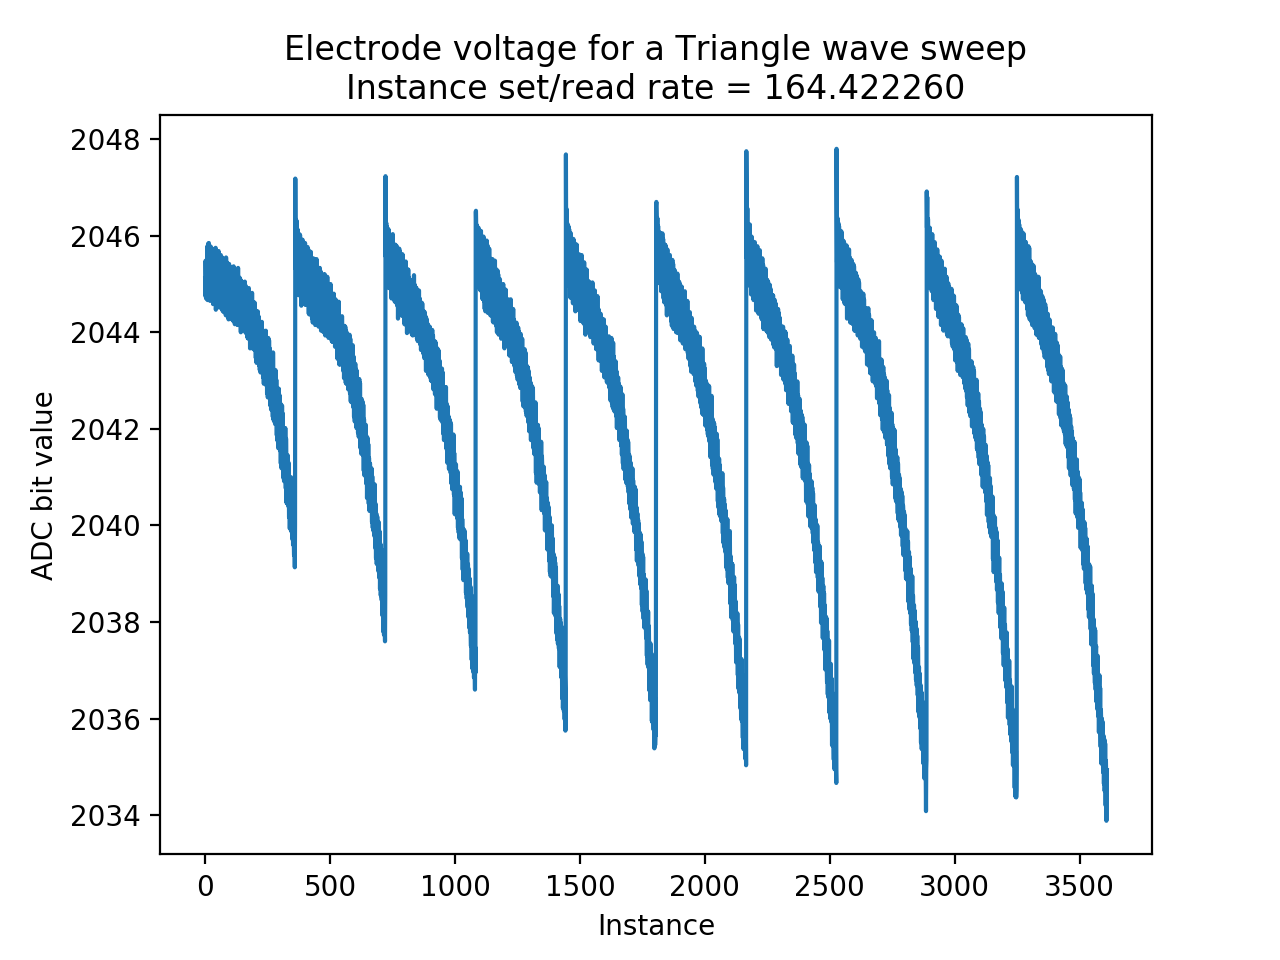 Electrode voltage for a Triangle wave sweep
Instance set/read rate = 164.422260
2048
2046
2044
2042
2040
2038
2036
2034
ADC bit value
0 500 1000 1500 2000 2500 3000 3500
Instance